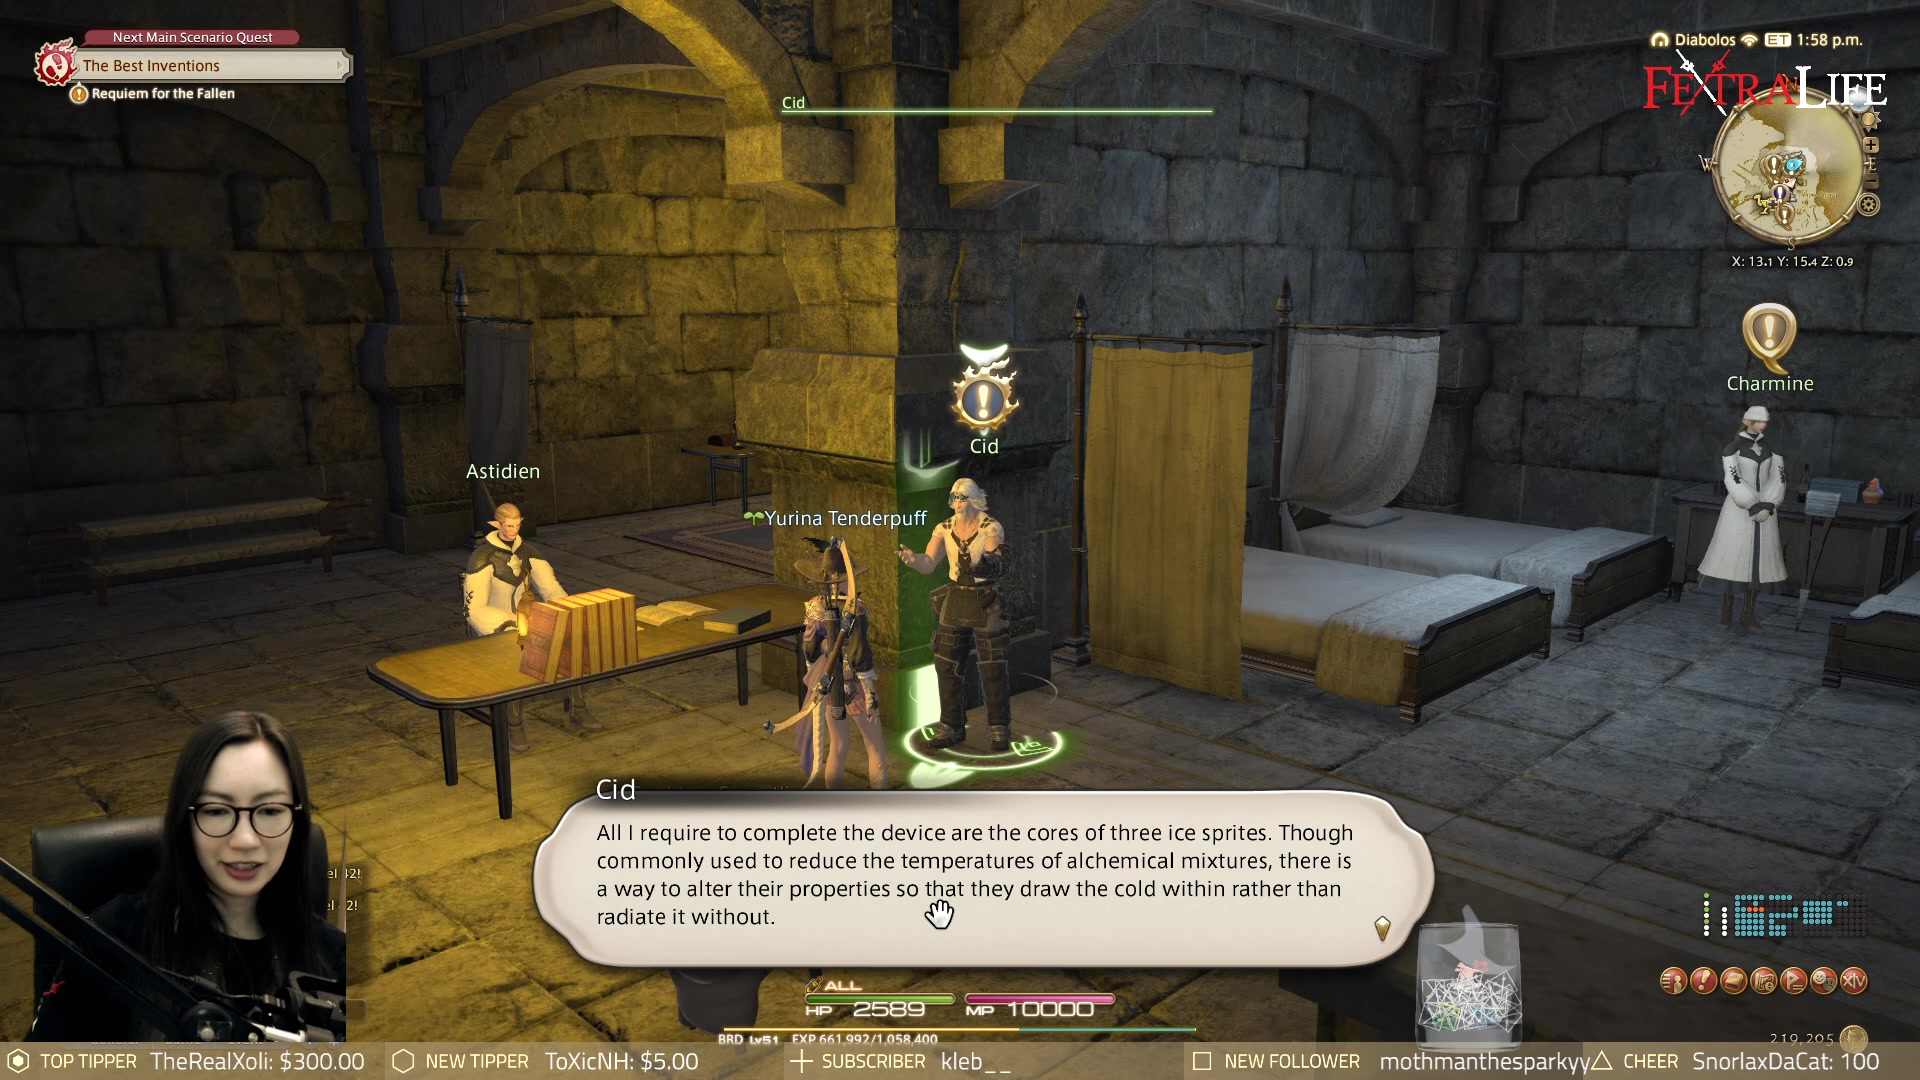 Next Main Scenario Quest
The Best Inventions
Requiem for the Fallen
Cid
Diabolos ET 1:58 p.m.
FEXTRALIFE
N
W
E
S
X: 13.1 Y: 15.4 Z: 0.9
Charmine
Cid
Astidien
Yurina Tenderpuff
Cid
All I require to complete the device are the cores of three ice sprites. Though
commonly used to reduce the temperatures of alchemical mixtures, there is
a way to alter their properties so that they draw the cold within rather than
radiate it without.
el 42!
ALL
HP 2589 MP 10000
BRD Lv51 EXP 661,992/1,058,400
XIV
219,205
TOP TIPPER TheRealXoli: $300.00 NEW TIPPER ToXicNH: $5.00 SUBSCRIBER kleb__ NEW FOLLOWER mothmanthesparkyy CHEER SnorlaxDaCat: 100